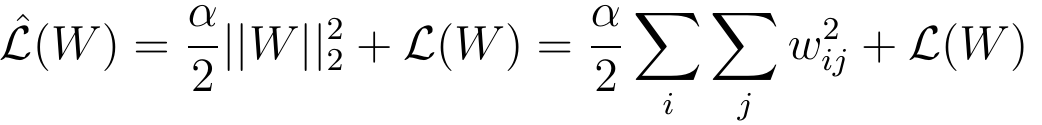 \hat{\mathcal{L}}(W) = \frac{\alpha}{2}||W||_2^2 + \mathcal{L}(W) = \frac{\alpha}{2}\sum_i \sum_j w_{ij}^2 + \mathcal{L}(W)